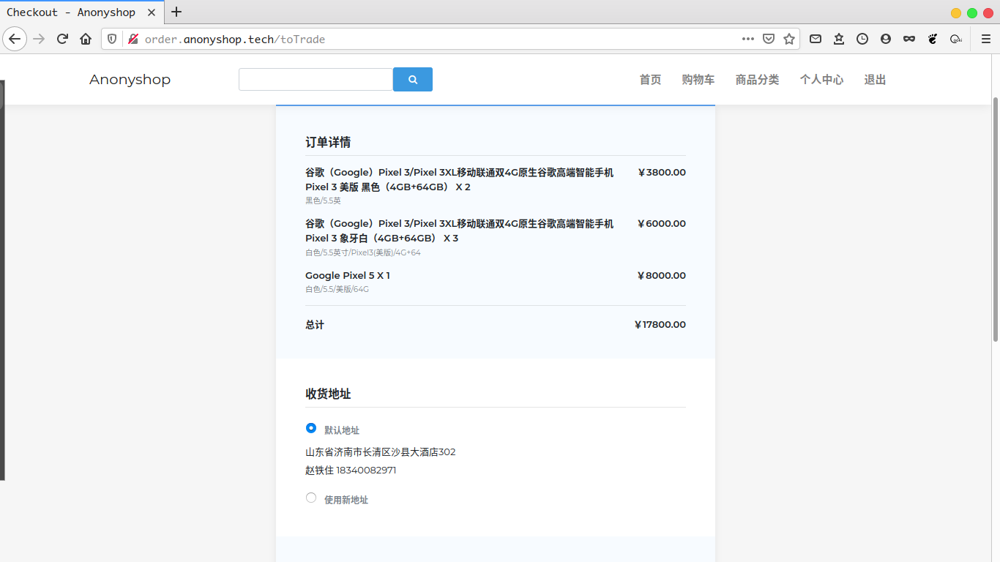 Checkout - Anonyshop
order.anonyshop.tech/toTrade
Anonyshop
首页 购物车 商品分类 个人中心 退出
订单详情
谷歌（Google）Pixel 3/Pixel 3XL移动联通双4G原生谷歌高端智能手机 ￥3800.00
Pixel 3 美版 黑色（4GB+64GB） X 2
黑色/5.5英
谷歌（Google）Pixel 3/Pixel 3XL移动联通双4G原生谷歌高端智能手机 ￥6000.00
Pixel 3 象牙白（4GB+64GB） X 3
白色/5.5英寸/Pixel3(美版)/4G+64
Google Pixel 5 X 1 ￥8000.00
白色/5.5/美版/64G
总计 ￥17800.00
收货地址
默认地址
山东省济南市长清区沙县大酒店302
赵铁住 18340082971
使用新地址